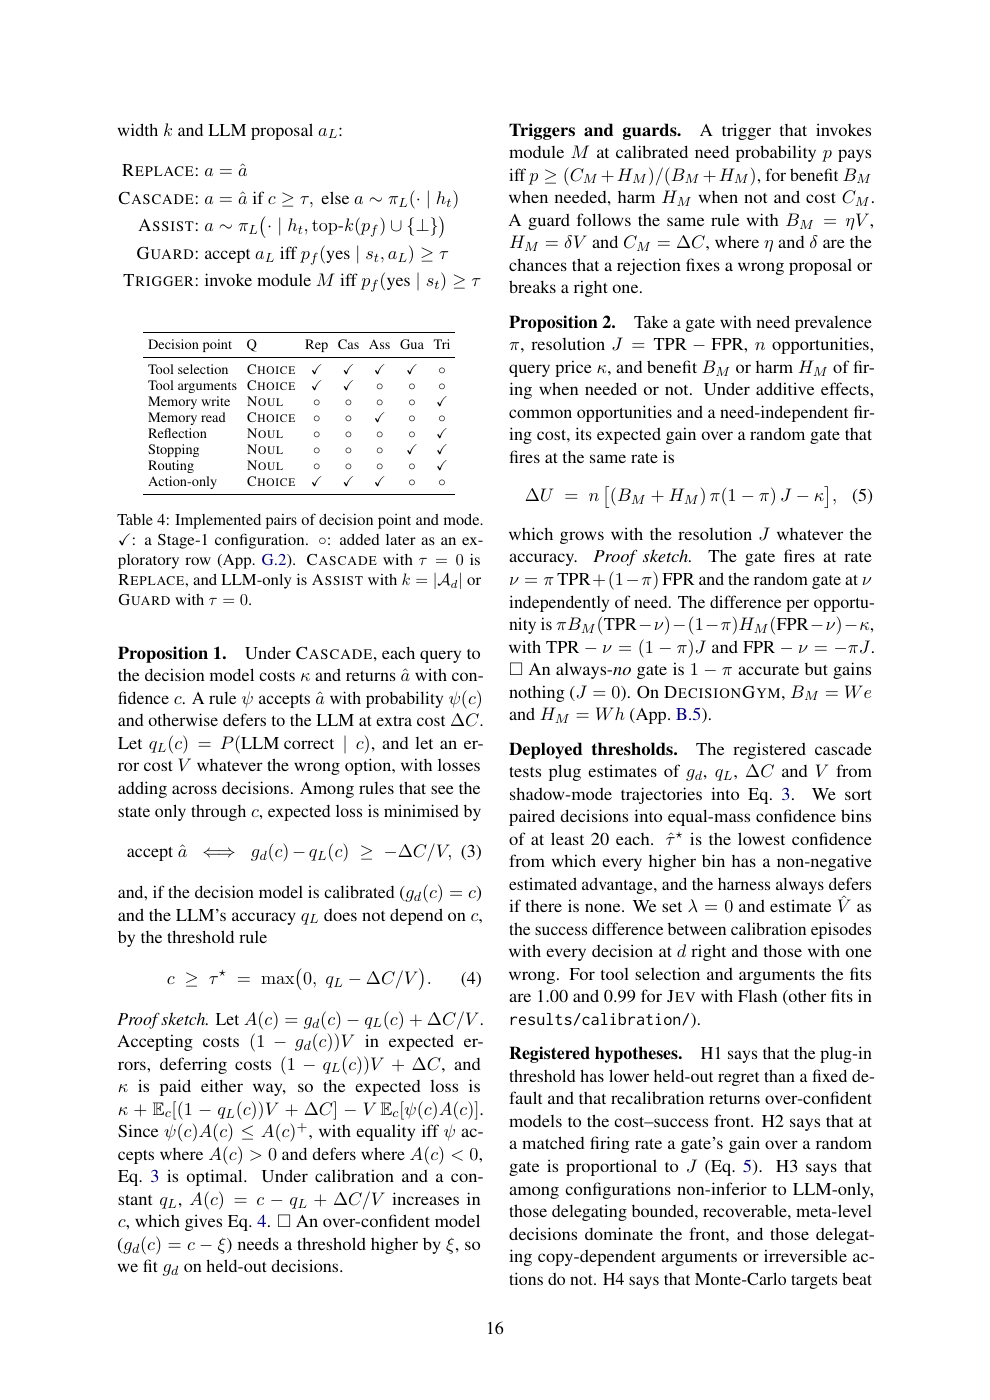 width k and LLM proposal a_L:
REPLACE: a = â
CASCADE: a = â if c ≥ τ, else a ∼ π_L(· | h_t)
ASSIST: a ∼ π_L(· | h_t, top-k(p_f) ∪ {⊥})
GUARD: accept a_L iff p_f(yes | s_t, a_L) ≥ τ
TRIGGER: invoke module M iff p_f(yes | s_t) ≥ τ
Decision point Q Rep Cas Ass Gua Tri
Tool selection CHOICE ✓ ✓ ✓ ✓ ○
Tool arguments CHOICE ✓ ✓ ○ ○ ○
Memory write NOUL ○ ○ ○ ○ ✓
Memory read CHOICE ○ ○ ✓ ○ ○
Reflection NOUL ○ ○ ○ ○ ✓
Stopping NOUL ○ ○ ○ ✓ ✓
Routing NOUL ○ ○ ○ ○ ✓
Action-only CHOICE ✓ ✓ ✓ ○ ○
Table 4: Implemented pairs of decision point and mode.
✓: a Stage-1 configuration. ○: added later as an ex-
ploratory row (App. G.2). CASCADE with τ = 0 is
REPLACE, and LLM-only is ASSIST with k = |A_d| or
GUARD with τ = 0.
Proposition 1. Under CASCADE, each query to
the decision model costs κ and returns â with con-
fidence c. A rule ψ accepts â with probability ψ(c)
and otherwise defers to the LLM at extra cost ΔC.
Let q_L(c) = P(LLM correct | c), and let an er-
ror cost V whatever the wrong option, with losses
adding across decisions. Among rules that see the
state only through c, expected loss is minimised by
accept â ⟺ g_d(c) − q_L(c) ≥ −ΔC/V, (3)
and, if the decision model is calibrated (g_d(c) = c)
and the LLM's accuracy q_L does not depend on c,
by the threshold rule
c ≥ τ⋆ = max(0, q_L − ΔC/V). (4)
Proof sketch. Let A(c) = g_d(c) − q_L(c) + ΔC/V.
Accepting costs (1 − g_d(c))V in expected er-
rors, deferring costs (1 − q_L(c))V + ΔC, and
κ is paid either way, so the expected loss is
κ + 𝔼_c[(1 − q_L(c))V + ΔC] − V 𝔼_c[ψ(c)A(c)].
Since ψ(c)A(c) ≤ A(c)⁺, with equality iff ψ ac-
cepts where A(c) > 0 and defers where A(c) < 0,
Eq. 3 is optimal. Under calibration and a con-
stant q_L, A(c) = c − q_L + ΔC/V increases in
c, which gives Eq. 4. □ An over-confident model
(g_d(c) = c − ξ) needs a threshold higher by ξ, so
we fit g_d on held-out decisions.
Triggers and guards. A trigger that invokes
module M at calibrated need probability p pays
iff p ≥ (C_M + H_M)/(B_M + H_M), for benefit B_M
when needed, harm H_M when not and cost C_M.
A guard follows the same rule with B_M = ηV,
H_M = δV and C_M = ΔC, where η and δ are the
chances that a rejection fixes a wrong proposal or
breaks a right one.
Proposition 2. Take a gate with need prevalence
π, resolution J = TPR − FPR, n opportunities,
query price κ, and benefit B_M or harm H_M of fir-
ing when needed or not. Under additive effects,
common opportunities and a need-independent fir-
ing cost, its expected gain over a random gate that
fires at the same rate is
ΔU = n[(B_M + H_M) π(1 − π) J − κ], (5)
which grows with the resolution J whatever the
accuracy. Proof sketch. The gate fires at rate
ν = π TPR + (1 − π) FPR and the random gate at ν
independently of need. The difference per opportu-
nity is πB_M(TPR − ν) − (1 − π)H_M(FPR − ν) − κ,
with TPR − ν = (1 − π)J and FPR − ν = −πJ.
□ An always-no gate is 1 − π accurate but gains
nothing (J = 0). On DECISIONGYM, B_M = We
and H_M = Wh (App. B.5).
Deployed thresholds. The registered cascade
tests plug estimates of g_d, q_L, ΔC and V from
shadow-mode trajectories into Eq. 3. We sort
paired decisions into equal-mass confidence bins
of at least 20 each. τ̂⋆ is the lowest confidence
from which every higher bin has a non-negative
estimated advantage, and the harness always defers
if there is none. We set λ = 0 and estimate V̂ as
the success difference between calibration episodes
with every decision at d right and those with one
wrong. For tool selection and arguments the fits
are 1.00 and 0.99 for JEV with Flash (other fits in
results/calibration/).
Registered hypotheses. H1 says that the plug-in
threshold has lower held-out regret than a fixed de-
fault and that recalibration returns over-confident
models to the cost–success front. H2 says that at
a matched firing rate a gate's gain over a random
gate is proportional to J (Eq. 5). H3 says that
among configurations non-inferior to LLM-only,
those delegating bounded, recoverable, meta-level
decisions dominate the front, and those delegat-
ing copy-dependent arguments or irreversible ac-
tions do not. H4 says that Monte-Carlo targets beat
16